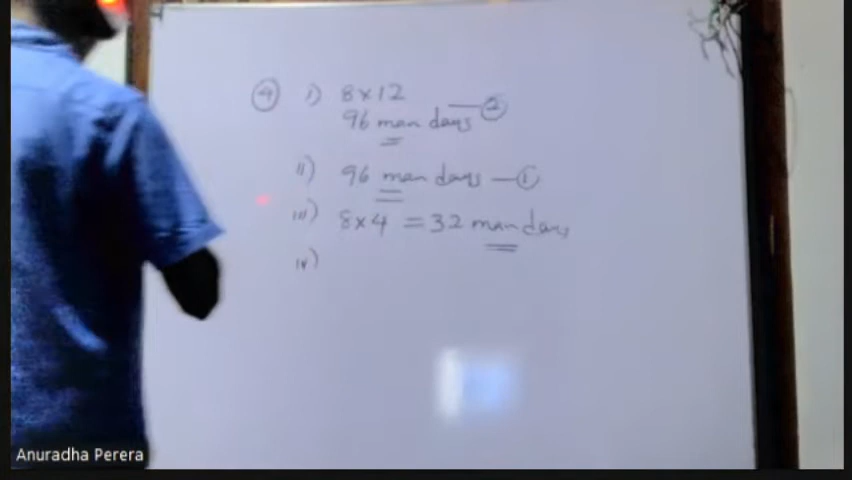 ④ i) 8×12
96 man days — ②
ii) 96 man days — ①
iii) 8×4 = 32 man days
iv)
Anuradha Perera